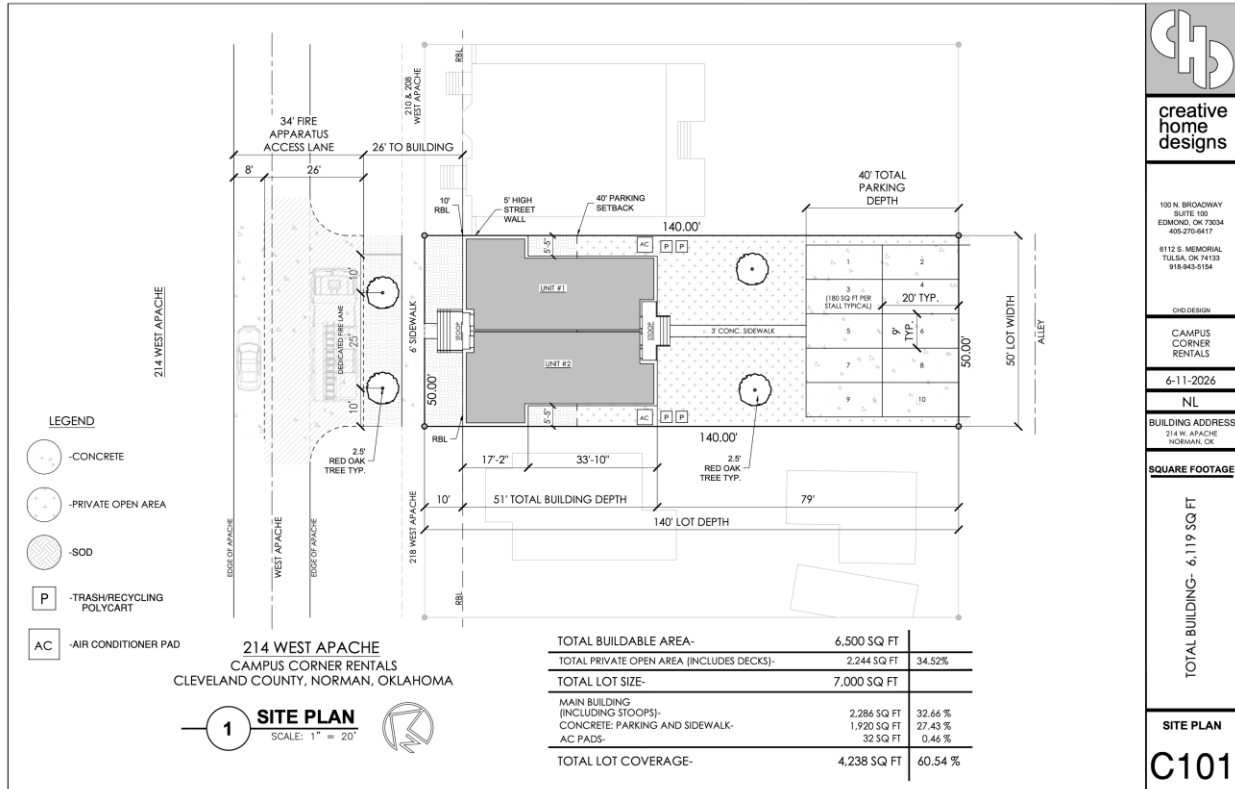 34' FIRE
APPARATUS
ACCESS LANE
26' TO BUILDING
8'
26'
210 & 208
WEST APACHE
RBL
10'
RBL
5' HIGH
STREET
WALL
40' PARKING
SETBACK
40' TOTAL
PARKING
DEPTH
140.00'
5'-5"
AC
P
P
UNIT #1
UNIT #2
STOOP
STOOP
3' CONC. SIDEWALK
1
2
3
(180 SQ FT PER
STALL TYPICAL)
4
20' TYP.
5
6
9'
TYP.
7
8
9
10
50.00'
50' LOT WIDTH
ALLEY
214 WEST APACHE
10'
DEDICATED FIRE LANE
25'
10'
6' SIDEWALK
50.00'
5'-5"
AC
P
P
RBL
140.00'
2.5'
RED OAK
TREE TYP.
2.5'
RED OAK
TREE TYP.
17'-2"
33'-10"
10'
51' TOTAL BUILDING DEPTH
79'
140' LOT DEPTH
218 WEST APACHE
RBL
EDGE OF APACHE
WEST APACHE
EDGE OF APACHE
LEGEND
-CONCRETE
-PRIVATE OPEN AREA
-SOD
P -TRASH/RECYCLING
POLYCART
AC -AIR CONDITIONER PAD
214 WEST APACHE
CAMPUS CORNER RENTALS
CLEVELAND COUNTY, NORMAN, OKLAHOMA
1 SITE PLAN
SCALE: 1" = 20'
N
TOTAL BUILDABLE AREA- 6,500 SQ FT
TOTAL PRIVATE OPEN AREA (INCLUDES DECKS)- 2,244 SQ FT 34.52%
TOTAL LOT SIZE- 7,000 SQ FT
MAIN BUILDING
(INCLUDING STOOPS)- 2,286 SQ FT 32.66 %
CONCRETE: PARKING AND SIDEWALK- 1,920 SQ FT 27.43 %
AC PADS- 32 SQ FT 0.46 %
TOTAL LOT COVERAGE- 4,238 SQ FT 60.54 %
CHD
creative
home
designs
100 N. BROADWAY
SUITE 100
EDMOND, OK 73034
405-270-6417
6112 S. MEMORIAL
TULSA, OK 74133
918-943-5154
CHD.DESIGN
CAMPUS
CORNER
RENTALS
6-11-2026
NL
BUILDING ADDRESS
214 W. APACHE
NORMAN, OK
SQUARE FOOTAGE
TOTAL BUILDING- 6,119 SQ FT
SITE PLAN
C101